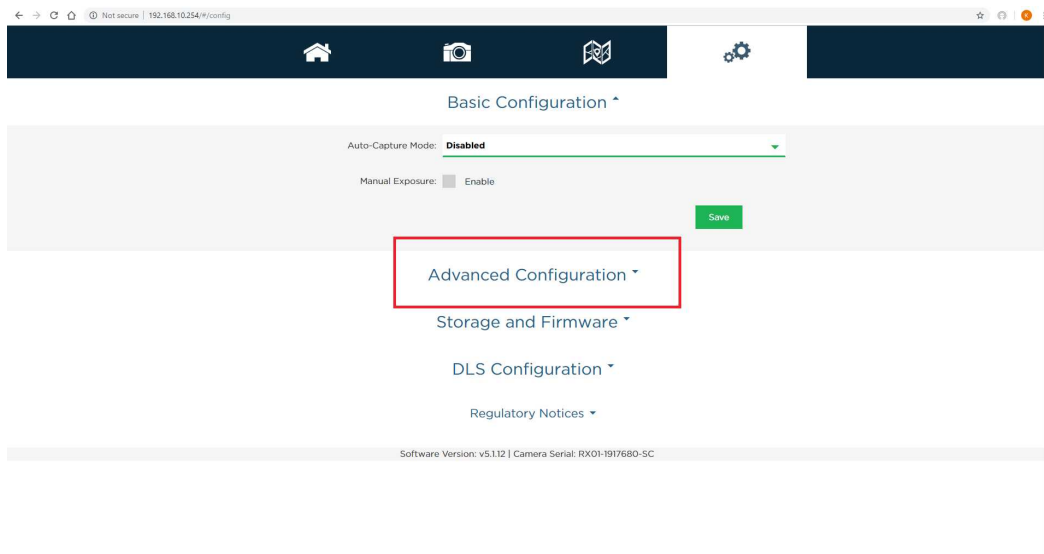 Not secure | 192.168.10.254/#/config
Basic Configuration
Auto-Capture Mode: Disabled
Manual Exposure: Enable
Save
Advanced Configuration
Storage and Firmware
DLS Configuration
Regulatory Notices
Software Version: v5.1.12 | Camera Serial: RX01-1917680-SC